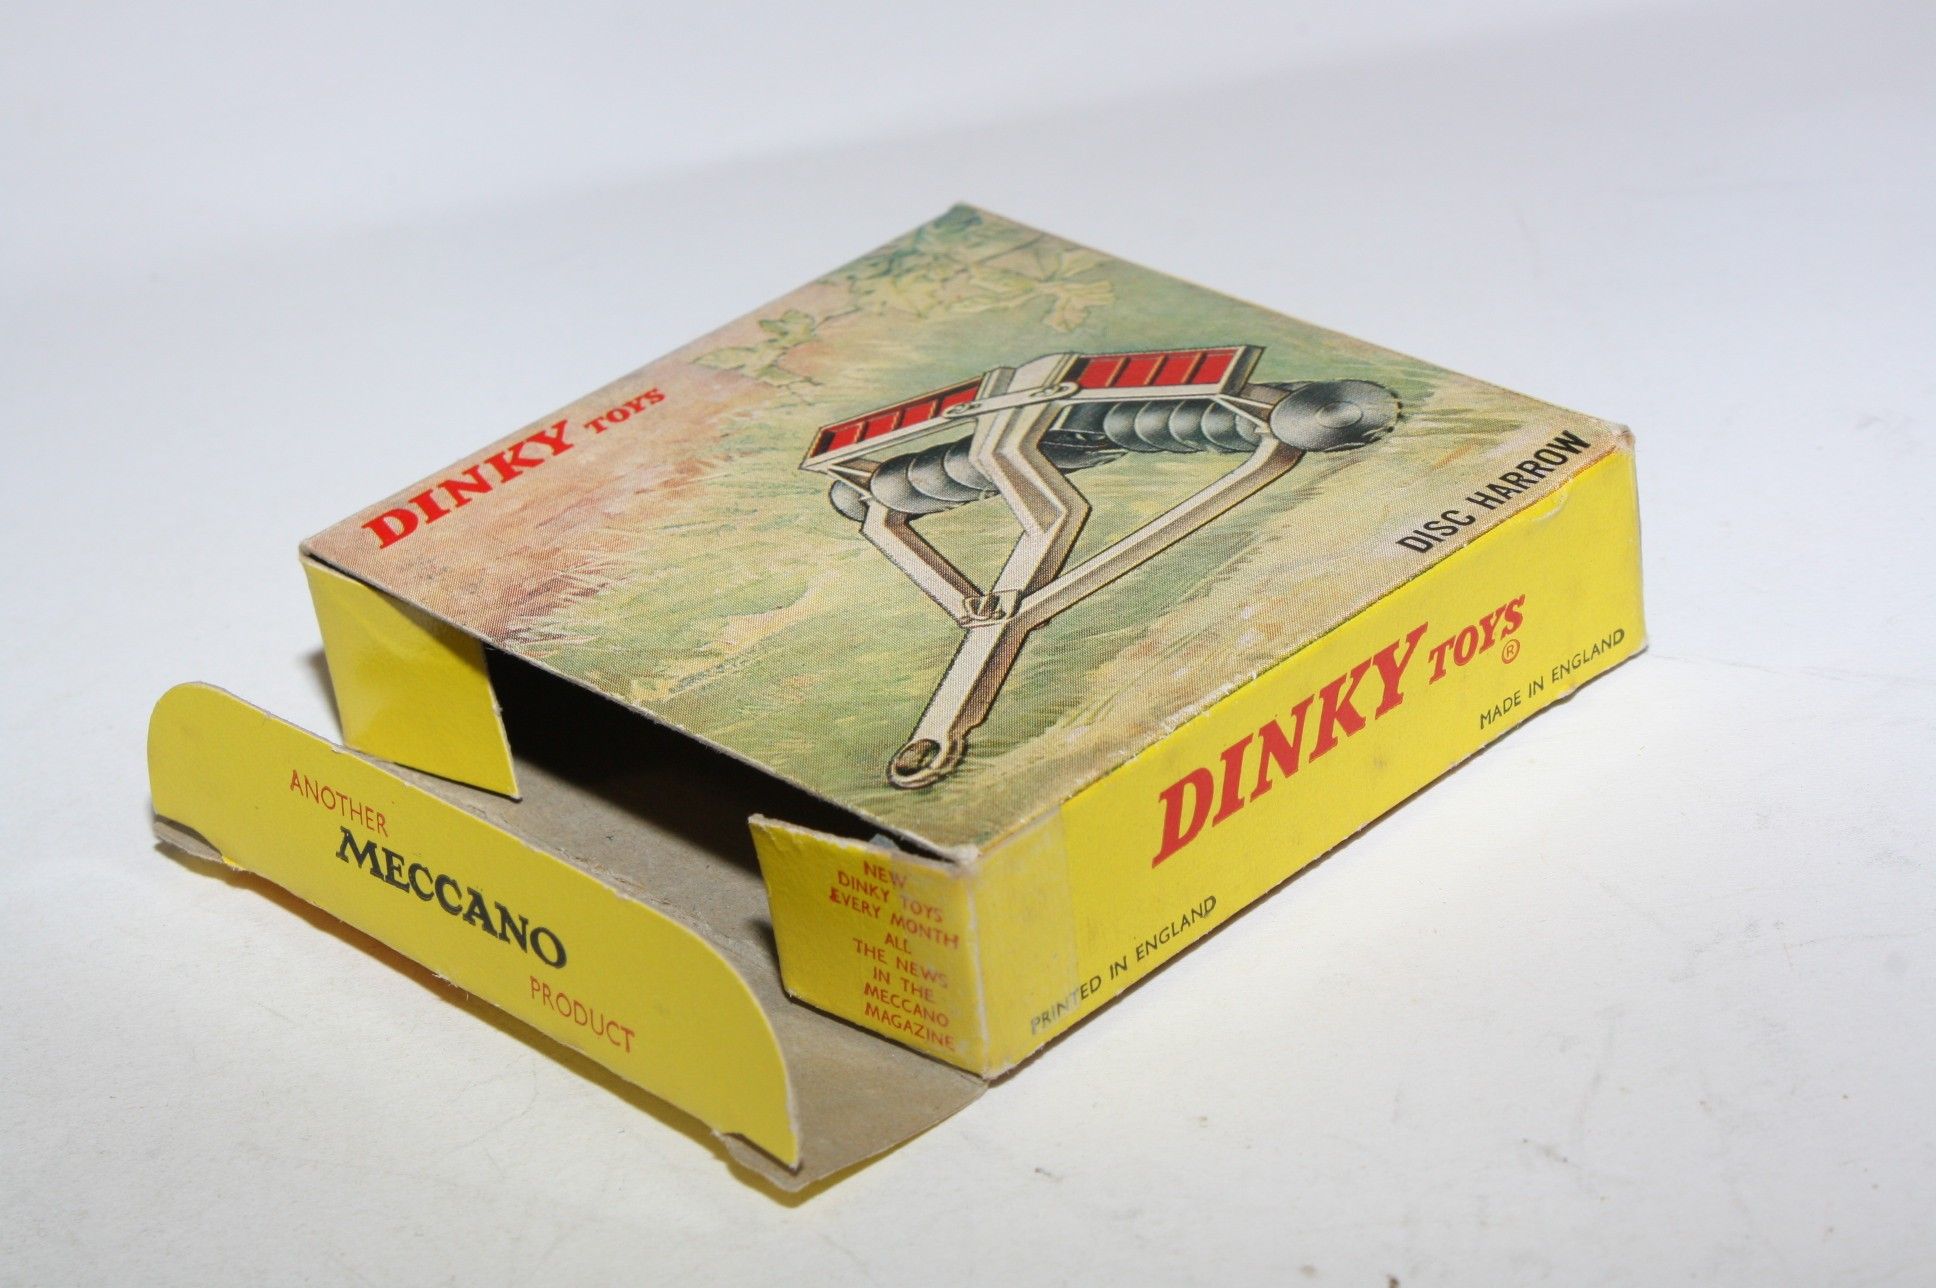 DINKY TOYS
DISC HARROW
DINKY TOYS ®
MADE IN ENGLAND
PRINTED IN ENGLAND
ANOTHER
MECCANO
PRODUCT
NEW
DINKY TOYS
EVERY MONTH
ALL
THE NEWS
IN THE
MECCANO
MAGAZINE